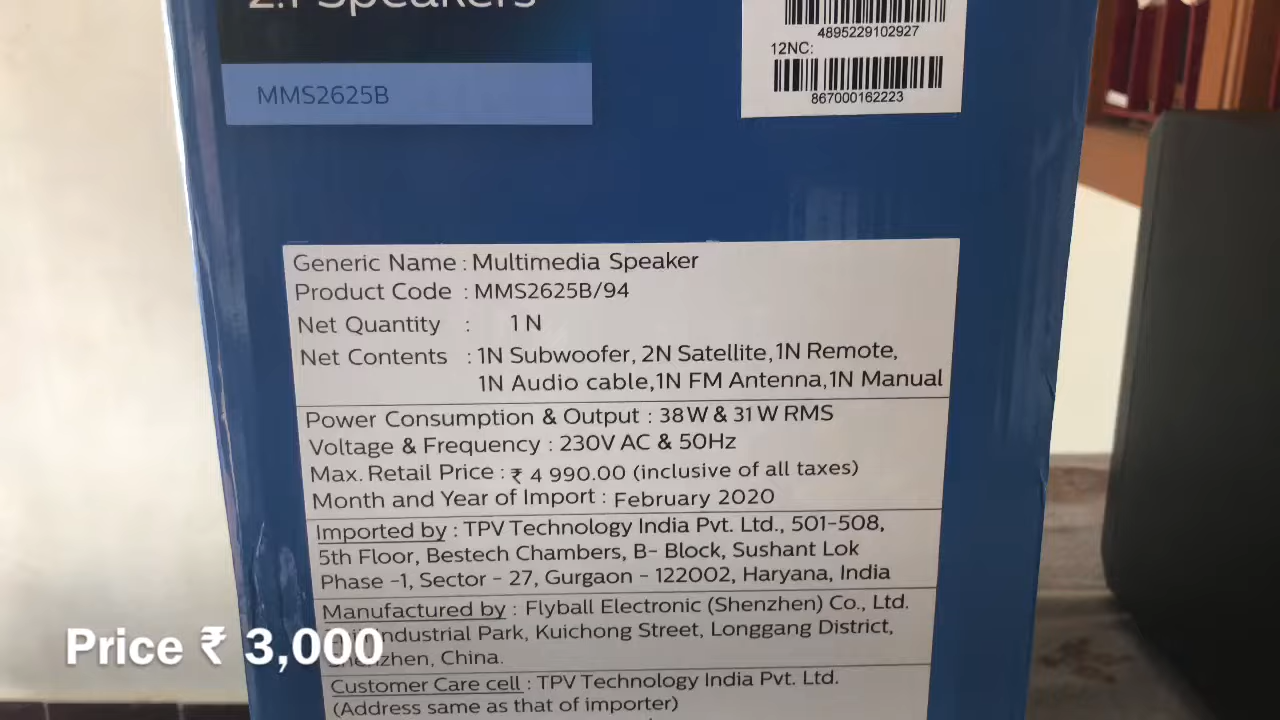 2.1 Speakers
MMS2625B
4895229102927
12NC:
867000162223
Generic Name : Multimedia Speaker
Product Code : MMS2625B/94
Net Quantity : 1 N
Net Contents : 1N Subwoofer, 2N Satellite, 1N Remote,
1N Audio cable, 1N FM Antenna, 1N Manual
Power Consumption & Output : 38W & 31 W RMS
Voltage & Frequency : 230V AC & 50Hz
Max. Retail Price : ₹ 4 990.00 (inclusive of all taxes)
Month and Year of Import : February 2020
Imported by : TPV Technology India Pvt. Ltd., 501-508,
5th Floor, Bestech Chambers, B- Block, Sushant Lok
Phase -1, Sector - 27, Gurgaon - 122002, Haryana, India
Manufactured by : Flyball Electronic (Shenzhen) Co., Ltd.
Industrial Park, Kuichong Street, Longgang District,
Shenzhen, China.
Customer Care cell : TPV Technology India Pvt. Ltd.
(Address same as that of importer)
Price ₹ 3,000